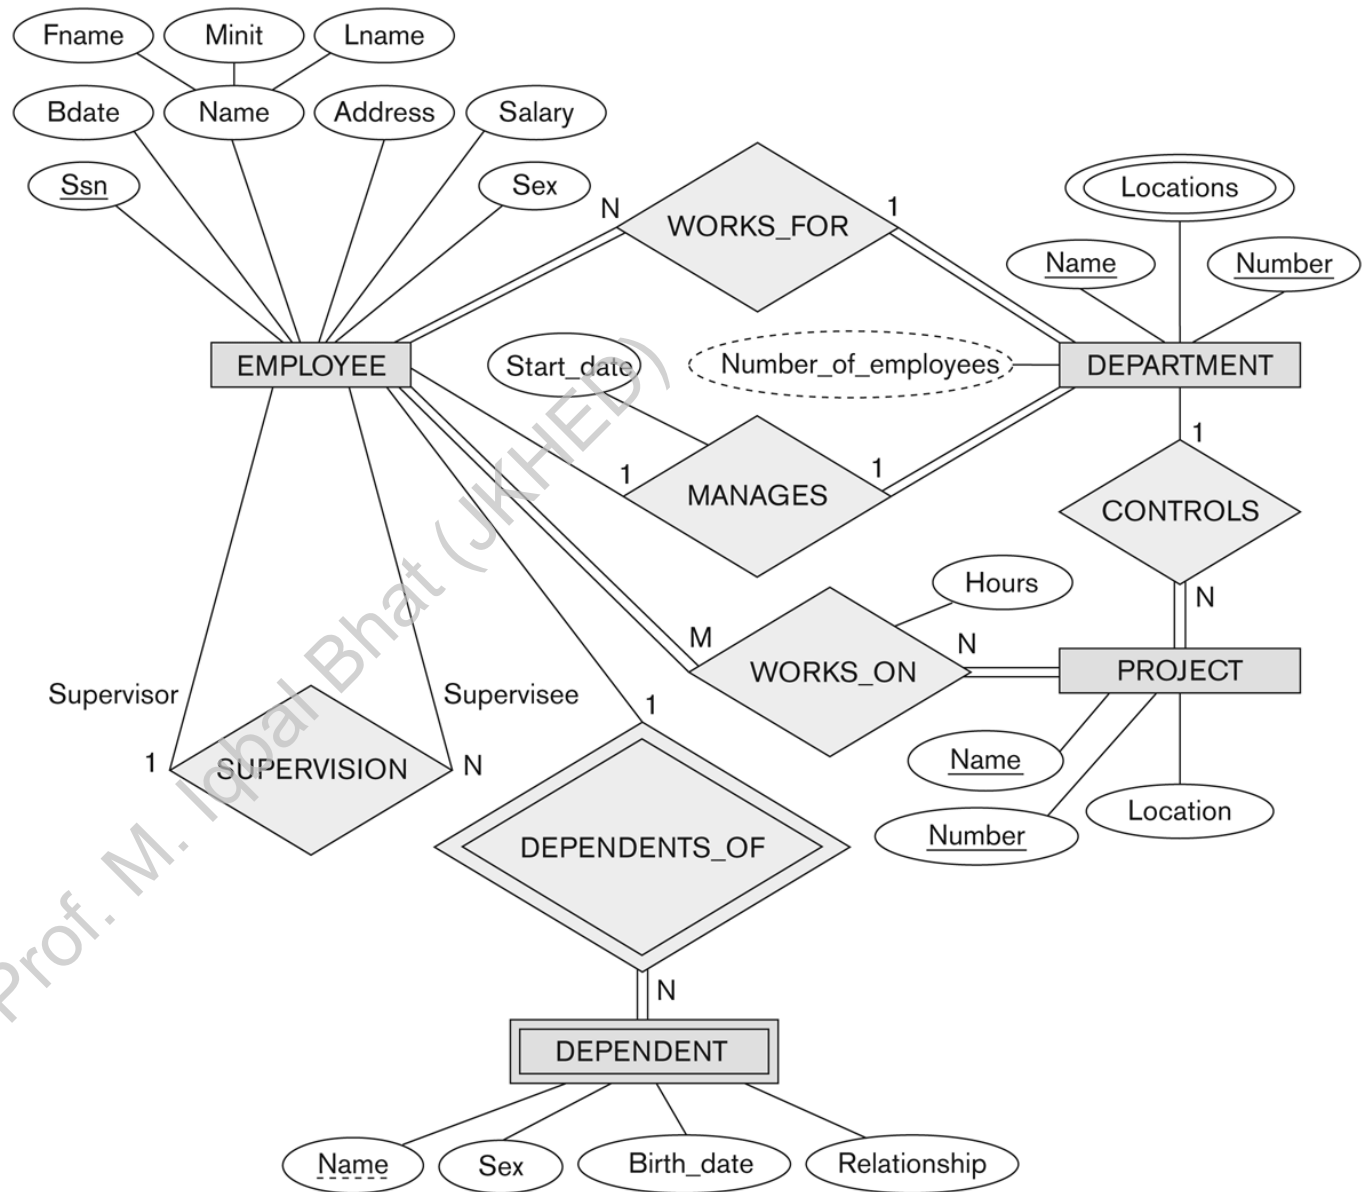 Fname Minit Lname
Bdate Name Address Salary
Ssn Sex
N WORKS_FOR 1
Locations
Name Number
EMPLOYEE
Start_date
Number_of_employees
DEPARTMENT
1 MANAGES 1
1
CONTROLS
N
Hours
M WORKS_ON N
PROJECT
Name
Number
Location
Supervisor Supervisee
1 SUPERVISION N
1
DEPENDENTS_OF
N
DEPENDENT
Name Sex Birth_date Relationship
Prof. M. Iqbal Bhat (JKHED)